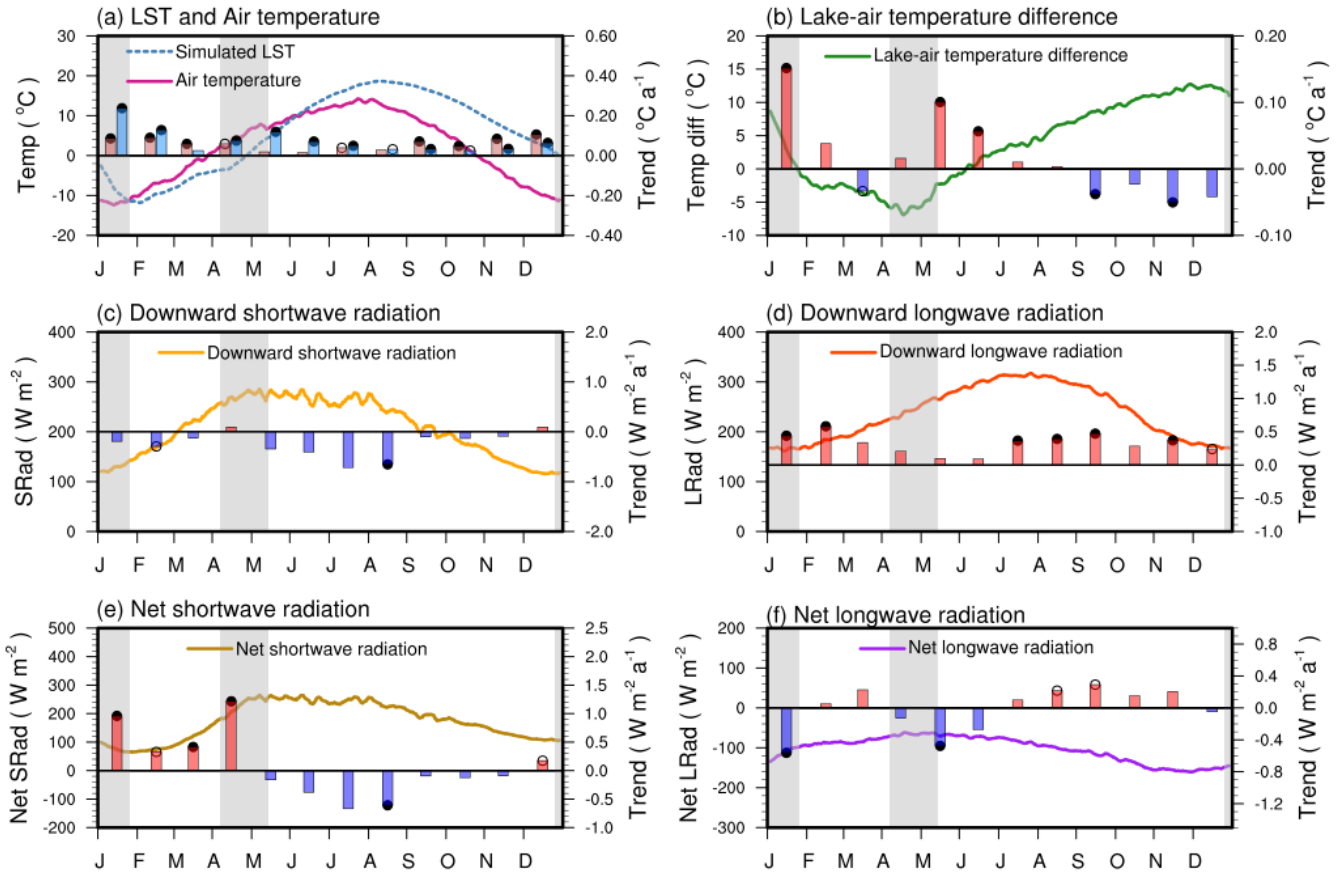 (a) LST and Air temperature
30
20
10
0
-10
-20
Temp ( °C)
0.60
0.40
0.20
0.00
-0.20
-0.40
Trend ( °C a⁻¹)
Simulated LST
Air temperature
J F M A M J J A S O N D
(b) Lake-air temperature difference
20
15
10
5
0
-5
-10
Temp diff ( °C)
0.20
0.10
0.00
-0.10
Trend ( °C a⁻¹)
Lake-air temperature difference
J F M A M J J A S O N D
(c) Downward shortwave radiation
400
300
200
100
0
SRad ( W m⁻²)
2.0
1.0
0.0
-1.0
-2.0
Trend ( W m⁻² a⁻¹)
Downward shortwave radiation
J F M A M J J A S O N D
(d) Downward longwave radiation
400
300
200
100
0
LRad ( W m⁻²)
2.0
1.5
1.0
0.5
0.0
-0.5
-1.0
Trend ( W m⁻² a⁻¹)
Downward longwave radiation
J F M A M J J A S O N D
(e) Net shortwave radiation
500
400
300
200
100
0
-100
-200
Net SRad ( W m⁻²)
2.5
2.0
1.5
1.0
0.5
0.0
-0.5
-1.0
Trend ( W m⁻² a⁻¹)
Net shortwave radiation
J F M A M J J A S O N D
(f) Net longwave radiation
200
100
0
-100
-200
-300
Net LRad ( W m⁻²)
0.8
0.4
0.0
-0.4
-0.8
-1.2
Trend ( W m⁻² a⁻¹)
Net longwave radiation
J F M A M J J A S O N D